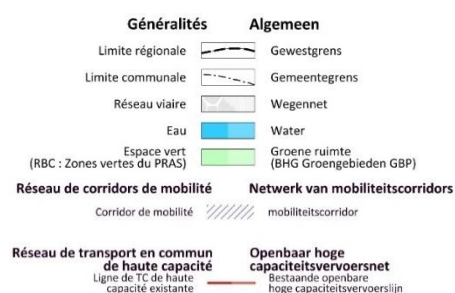 Généralités Algemeen
Limite régionale Gewestgrens
Limite communale Gemeentegrens
Réseau viaire Wegennet
Eau Water
Espace vert Groene ruimte
(RBC : Zones vertes du PRAS) (BHG Groengebieden GBP)
Réseau de corridors de mobilité Netwerk van mobiliteitscorridors
Corridor de mobilité mobiliteitscorridor
Réseau de transport en commun Openbaar hoge
de haute capacité capaciteitsvervoersnet
Ligne de TC de haute Bestaande openbare
capacité existante hoge capaciteitsvervoerslijn